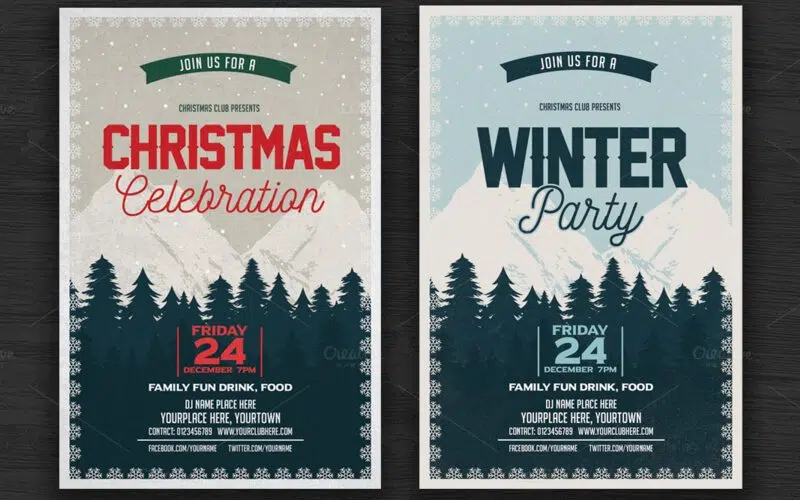 JOIN US FOR A
CHRISTMAS CLUB PRESENTS
CHRISTMAS
Celebration
FRIDAY
24
DECEMBER 7PM
FAMILY FUN DRINK, FOOD
DJ NAME PLACE HERE
YOURPLACE HERE, YOURTOWN
CONTACT: 0123456789 WWW.YOURCLUBHERE.COM
FACEBOOK.COM/YOURNAME TWITTER.COM/YOURNAME
JOIN US FOR A
CHRISTMAS CLUB PRESENTS
WINTER
Party
FRIDAY
24
DECEMBER 7PM
FAMILY FUN DRINK, FOOD
DJ NAME PLACE HERE
YOURPLACE HERE, YOURTOWN
CONTACT: 0123456789 WWW.YOURCLUBHERE.COM
FACEBOOK.COM/YOURNAME TWITTER.COM/YOURNAME